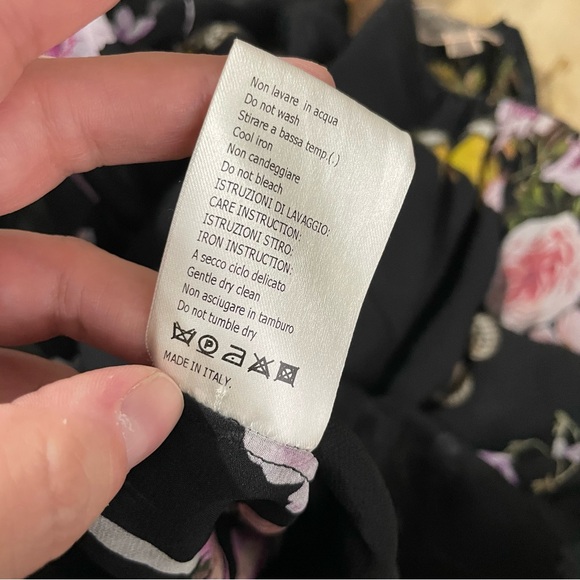 Non lavare in acqua
Do not wash
Stirare a bassa temp.(.)
Cool iron
Non candeggiare
Do not bleach
ISTRUZIONI DI LAVAGGIO:
CARE INSTRUCTION:
ISTRUZIONI STIRO:
IRON INSTRUCTION:
A secco ciclo delicato
Gentle dry clean
Non asciugare in tamburo
Do not tumble dry
P
MADE IN ITALY.